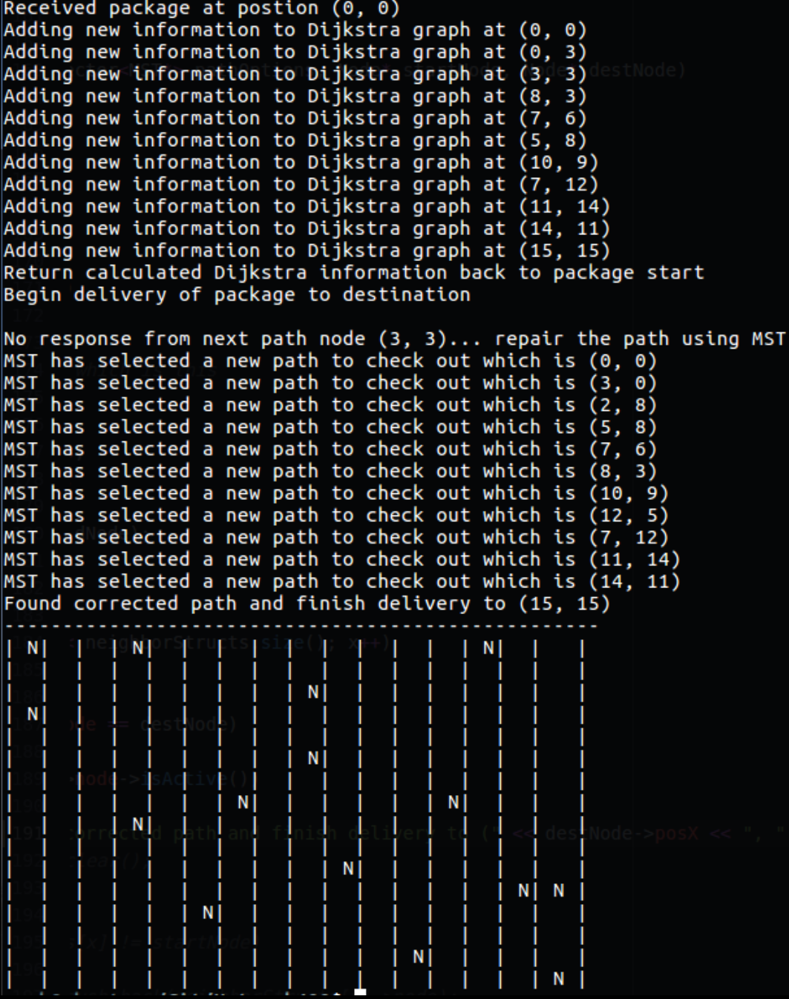 Received package at postion (0, 0)
Adding new information to Dijkstra graph at (0, 0)
Adding new information to Dijkstra graph at (0, 3)
Adding new information to Dijkstra graph at (3, 3)
Adding new information to Dijkstra graph at (8, 3)
Adding new information to Dijkstra graph at (7, 6)
Adding new information to Dijkstra graph at (5, 8)
Adding new information to Dijkstra graph at (10, 9)
Adding new information to Dijkstra graph at (7, 12)
Adding new information to Dijkstra graph at (11, 14)
Adding new information to Dijkstra graph at (14, 11)
Adding new information to Dijkstra graph at (15, 15)
Return calculated Dijkstra information back to package start
Begin delivery of package to destination
No response from next path node (3, 3)... repair the path using MST
MST has selected a new path to check out which is (0, 0)
MST has selected a new path to check out which is (3, 0)
MST has selected a new path to check out which is (2, 8)
MST has selected a new path to check out which is (5, 8)
MST has selected a new path to check out which is (7, 6)
MST has selected a new path to check out which is (8, 3)
MST has selected a new path to check out which is (10, 9)
MST has selected a new path to check out which is (12, 5)
MST has selected a new path to check out which is (7, 12)
MST has selected a new path to check out which is (11, 14)
MST has selected a new path to check out which is (14, 11)
Found corrected path and finish delivery to (15, 15)
---------------------------------------------------
| N|  |  | N|  |  |  |  |  |  |  |  |  | N|  |   |
|  |  |  |  |  |  |  |  |  |  |  |  |  |  |  |   |
|  |  |  |  |  |  |  |  | N|  |  |  |  |  |  |   |
| N|  |  |  |  |  |  |  |  |  |  |  |  |  |  |   |
|  |  |  |  |  |  |  |  |  |  |  |  |  |  |  |   |
|  |  |  |  |  |  |  |  | N|  |  |  |  |  |  |   |
|  |  |  |  |  |  |  |  |  |  |  |  |  |  |  |   |
|  |  |  |  |  |  | N|  |  |  |  |  | N|  |  |   |
|  |  |  | N|  |  |  |  |  |  |  |  |  |  |  |   |
|  |  |  |  |  |  |  |  |  |  |  |  |  |  |  |   |
|  |  |  |  |  |  |  |  |  | N|  |  |  |  |  |   |
|  |  |  |  |  |  |  |  |  |  |  |  |  |  | N| N |
|  |  |  |  |  | N|  |  |  |  |  |  |  |  |  |   |
|  |  |  |  |  |  |  |  |  |  |  |  |  |  |  |   |
|  |  |  |  |  |  |  |  |  |  |  | N|  |  |  |   |
|  |  |  |  |  |  |  |  |  |  |  |  |  |  |  | N |